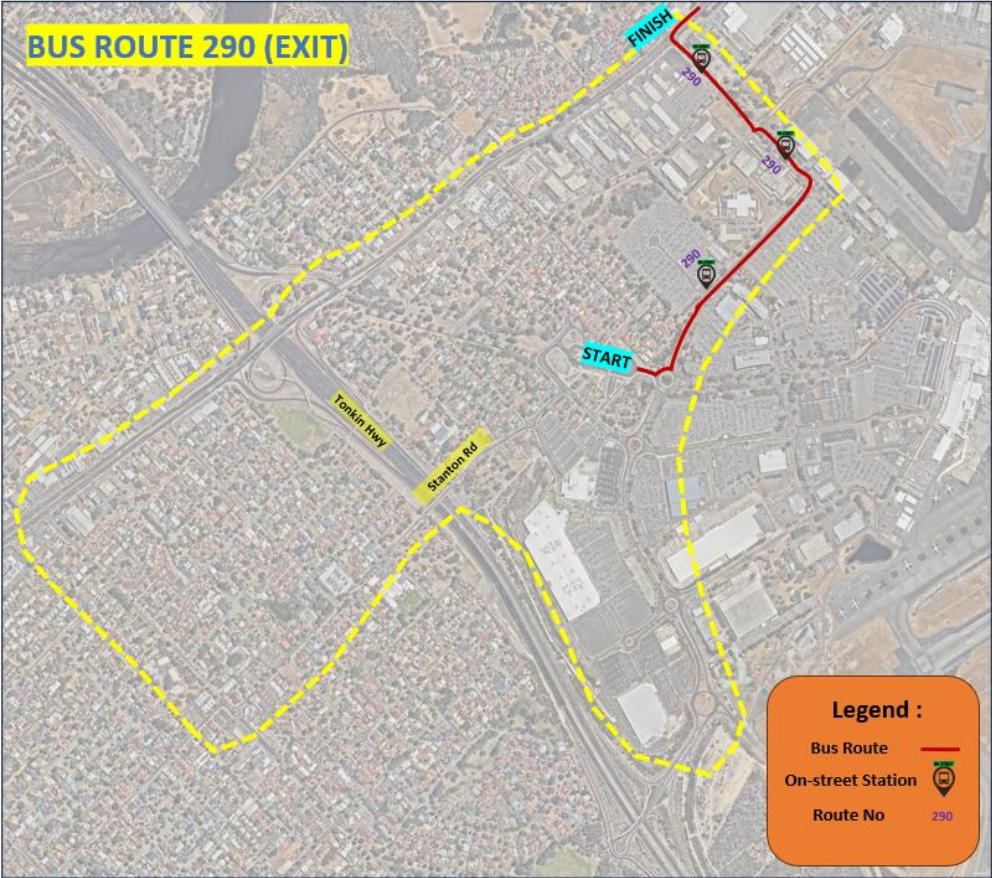 BUS ROUTE 290 (EXIT)
FINISH
290
290
290
START
Tonkin Hwy
Stanton Rd
Legend :
Bus Route
On-street Station
Route No
290